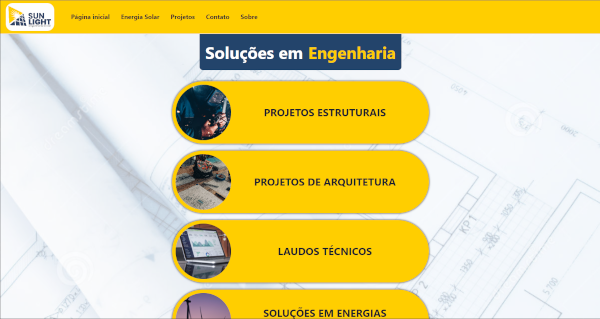 SUN
LIGHT
Página inicial
Energia Solar
Projetos
Contato
Sobre
Soluções em Engenharia
PROJETOS ESTRUTURAIS
PROJETOS DE ARQUITETURA
LAUDOS TÉCNICOS
SOLUÇÕES EM ENERGIAS
KP1